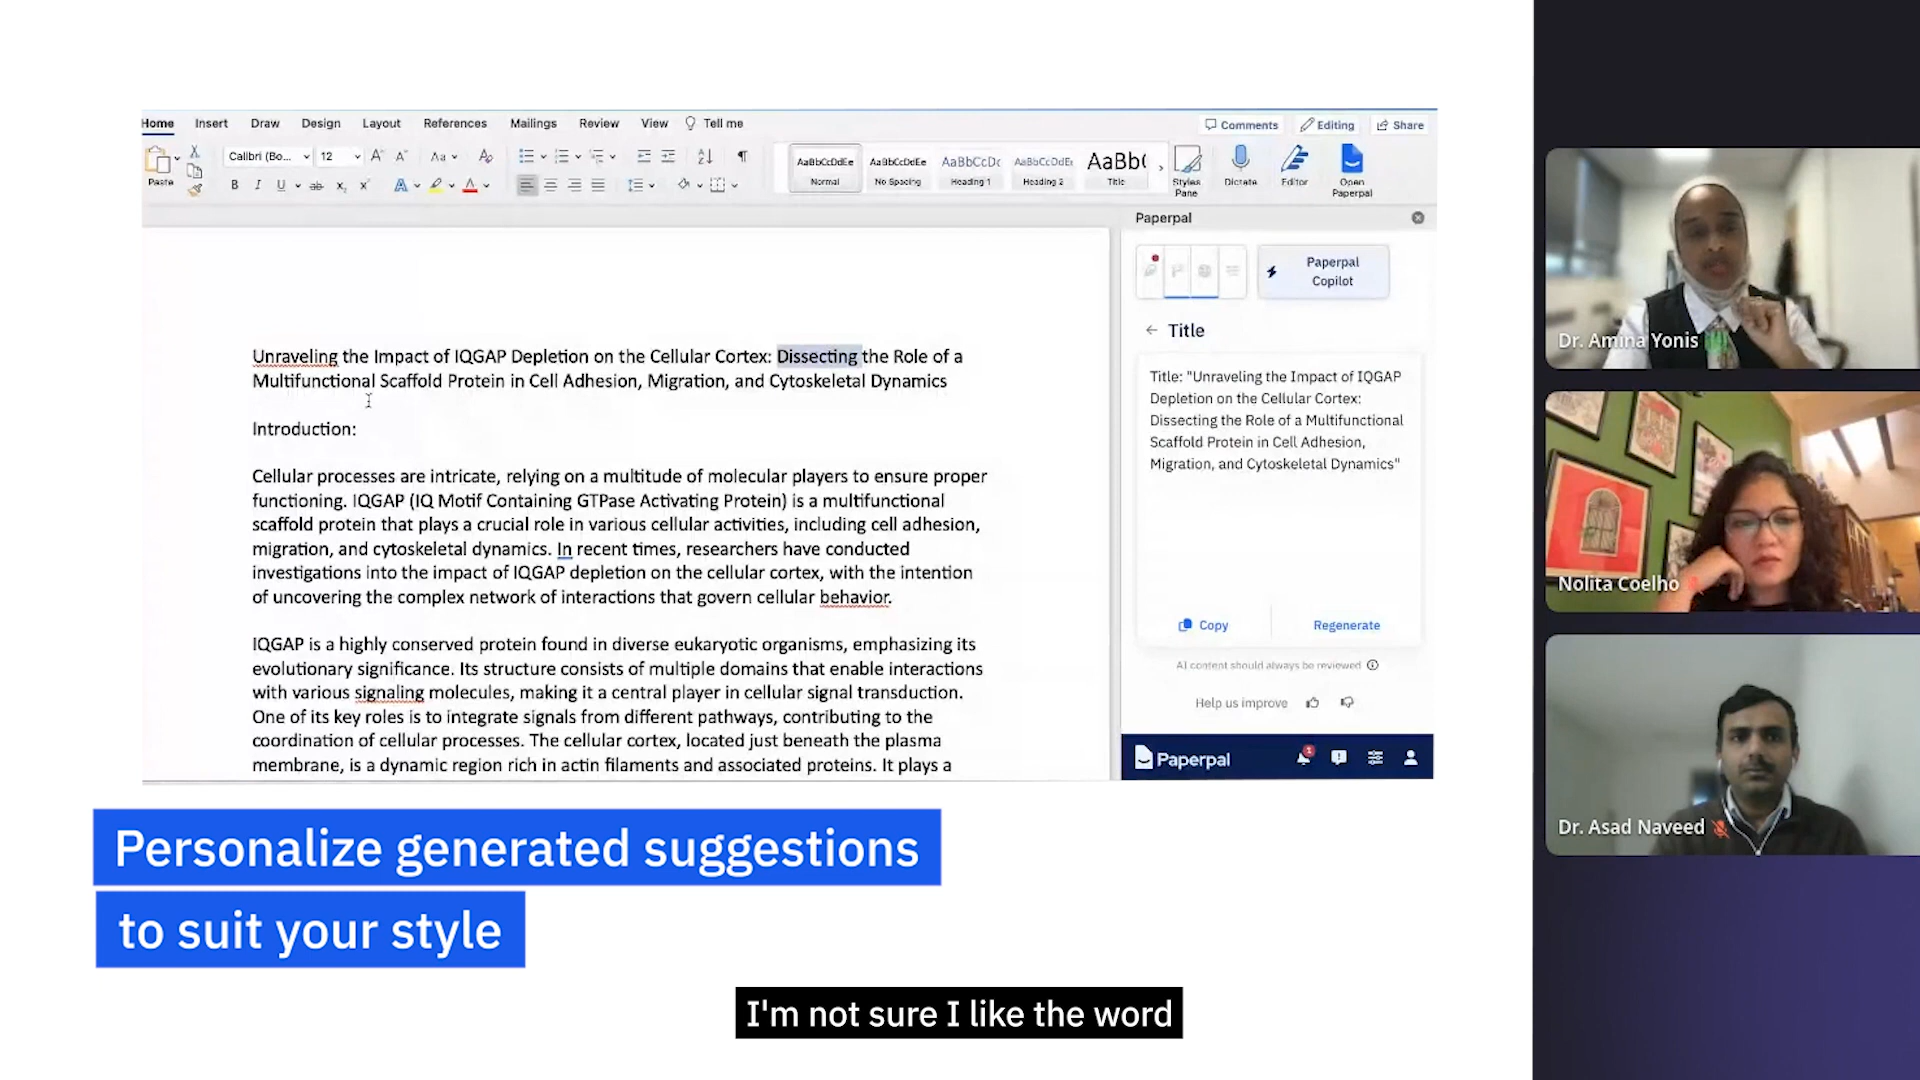 Home Insert Draw Design Layout References Mailings Review View Tell me
Comments Editing Share
Paste
Calibri (Bo... 12
AaBbCcDdEe
Normal
AaBbCcDdEe
No Spacing
AaBbCcDc
Heading 1
AaBbCcDdEe
Heading 2
AaBb(
Title
Styles
Pane
Dictate
Editor
Open
Paperpal
Unraveling the Impact of IQGAP Depletion on the Cellular Cortex: Dissecting the Role of a
Multifunctional Scaffold Protein in Cell Adhesion, Migration, and Cytoskeletal Dynamics
Introduction:
Cellular processes are intricate, relying on a multitude of molecular players to ensure proper
functioning. IQGAP (IQ Motif Containing GTPase Activating Protein) is a multifunctional
scaffold protein that plays a crucial role in various cellular activities, including cell adhesion,
migration, and cytoskeletal dynamics. In recent times, researchers have conducted
investigations into the impact of IQGAP depletion on the cellular cortex, with the intention
of uncovering the complex network of interactions that govern cellular behavior.
IQGAP is a highly conserved protein found in diverse eukaryotic organisms, emphasizing its
evolutionary significance. Its structure consists of multiple domains that enable interactions
with various signaling molecules, making it a central player in cellular signal transduction.
One of its key roles is to integrate signals from different pathways, contributing to the
coordination of cellular processes. The cellular cortex, located just beneath the plasma
membrane, is a dynamic region rich in actin filaments and associated proteins. It plays a
Paperpal
Paperpal
Copilot
Title
Title: "Unraveling the Impact of IQGAP
Depletion on the Cellular Cortex:
Dissecting the Role of a Multifunctional
Scaffold Protein in Cell Adhesion,
Migration, and Cytoskeletal Dynamics"
Copy Regenerate
AI content should always be reviewed
Help us improve
Paperpal
1
Dr. Amina Yonis
Nolita Coelho
Dr. Asad Naveed
Personalize generated suggestions
to suit your style
I'm not sure I like the word